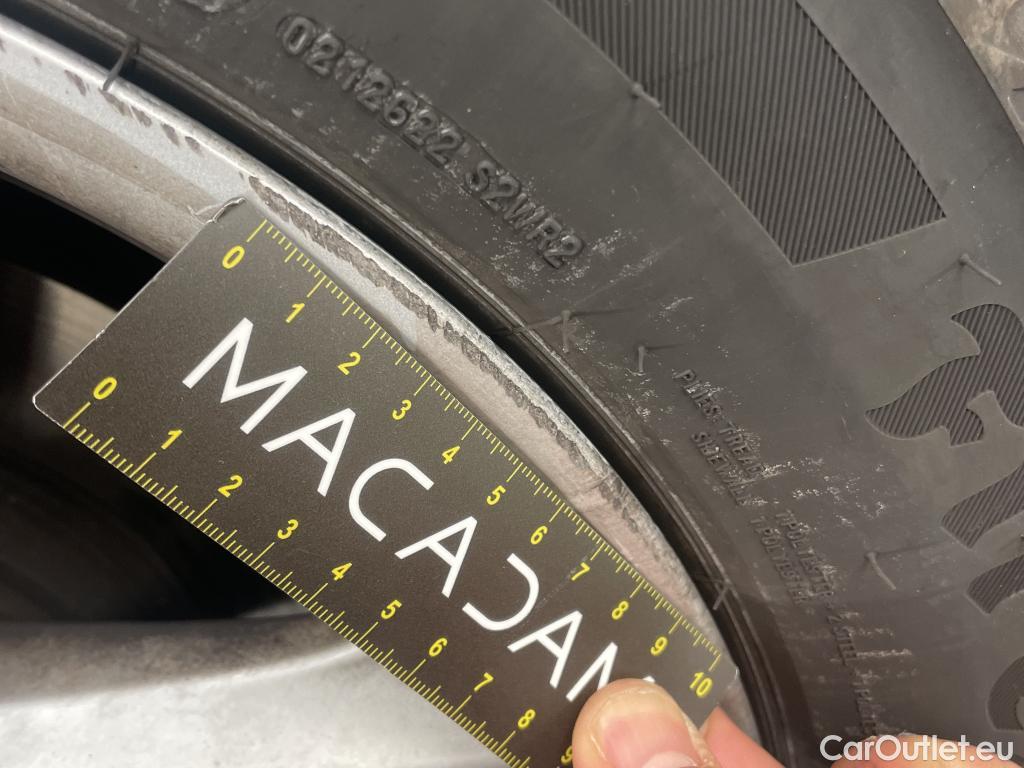 0212622 S2WR2
0 1 2 3 4 5 6 7 8 9 10
MACADAM
0 1 2 3 4 5 6 7 8 9
SIDEWALL
CarOutlet.eu